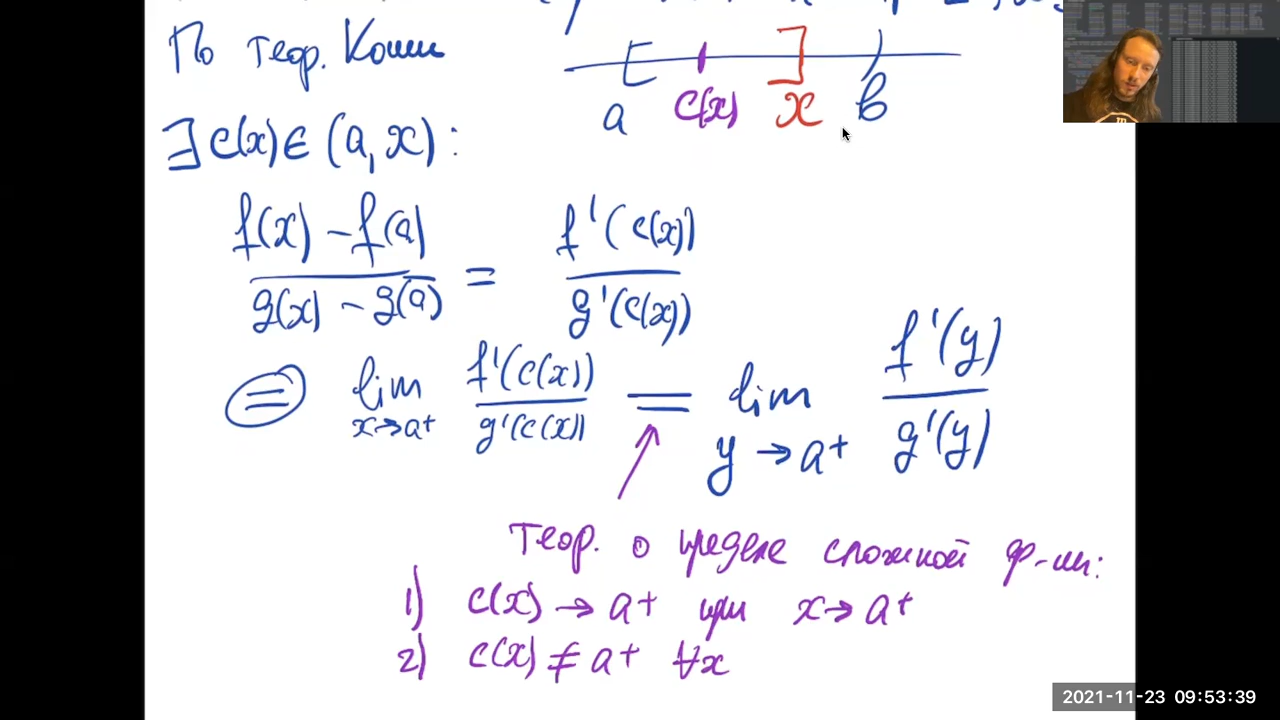 По теор. Коши
a c(x) x b
∃ c(x) ∈ (a, x) :
f(x) - f(a) / g(x) - g(a) = f'(c(x)) / g'(c(x))
= lim x→a+ f'(c(x)) / g'(c(x)) = lim y→a+ f'(y) / g'(y)
Теор. о пределе сложной ф-ии:
1) c(x) → a+ при x→a+
2) c(x) ≠ a+ ∀x
2021-11-23 09:53:39